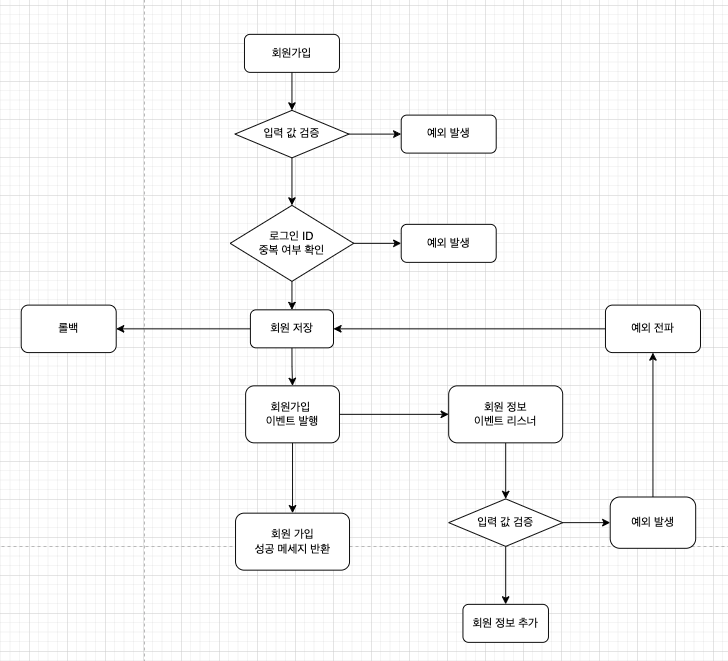 회원가입
입력 값 검증
예외 발생
로그인 ID
중복 여부 확인
예외 발생
롤백
회원 저장
예외 전파
회원가입
이벤트 발행
회원 정보
이벤트 리스너
입력 값 검증
예외 발생
회원 가입
성공 메세지 반환
회원 정보 추가